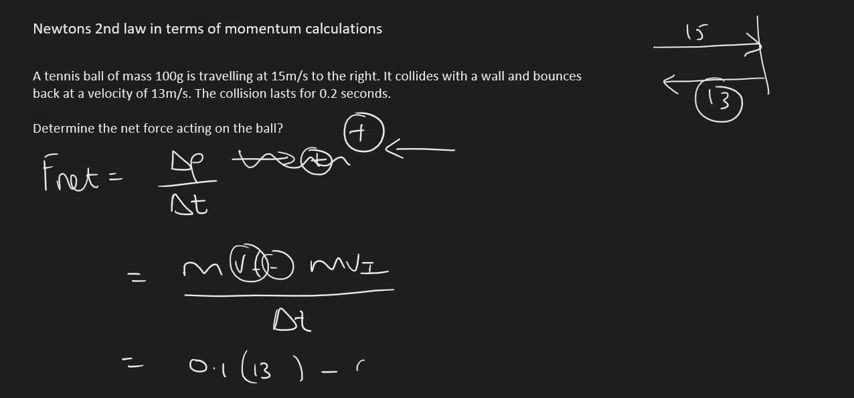 Newtons 2nd law in terms of momentum calculations
15
A tennis ball of mass 100g is travelling at 15m/s to the right. It collides with a wall and bounces
back at a velocity of 13m/s. The collision lasts for 0.2 seconds.
13
Determine the net force acting on the ball?
+
Fnet = Δp
Δt
= mvf - mvI
Δt
= 0.1(13 ) -